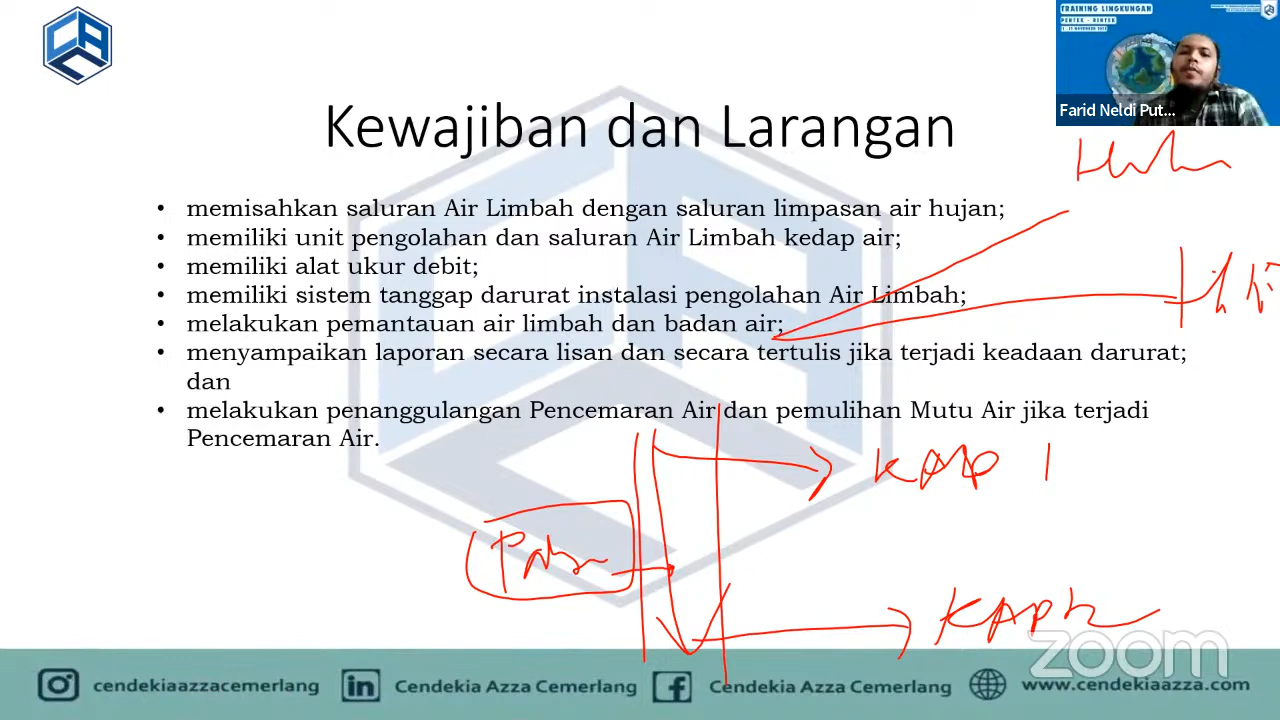 TRAINING LINGKUNGAN
Farid Neldi Put...
Kewajiban dan Larangan
• memisahkan saluran Air Limbah dengan saluran limpasan air hujan;
• memiliki unit pengolahan dan saluran Air Limbah kedap air;
• memiliki alat ukur debit;
• memiliki sistem tanggap darurat instalasi pengolahan Air Limbah;
• melakukan pemantauan air limbah dan badan air;
• menyampaikan laporan secara lisan dan secara tertulis jika terjadi keadaan darurat;
dan
• melakukan penanggulangan Pencemaran Air dan pemulihan Mutu Air jika terjadi
Pencemaran Air.
KAP 1
zoom
cendekiaazzacemerlang
Cendekia Azza Cemerlang
Cendekia Azza Cemerlang
www.cendekiaazza.com